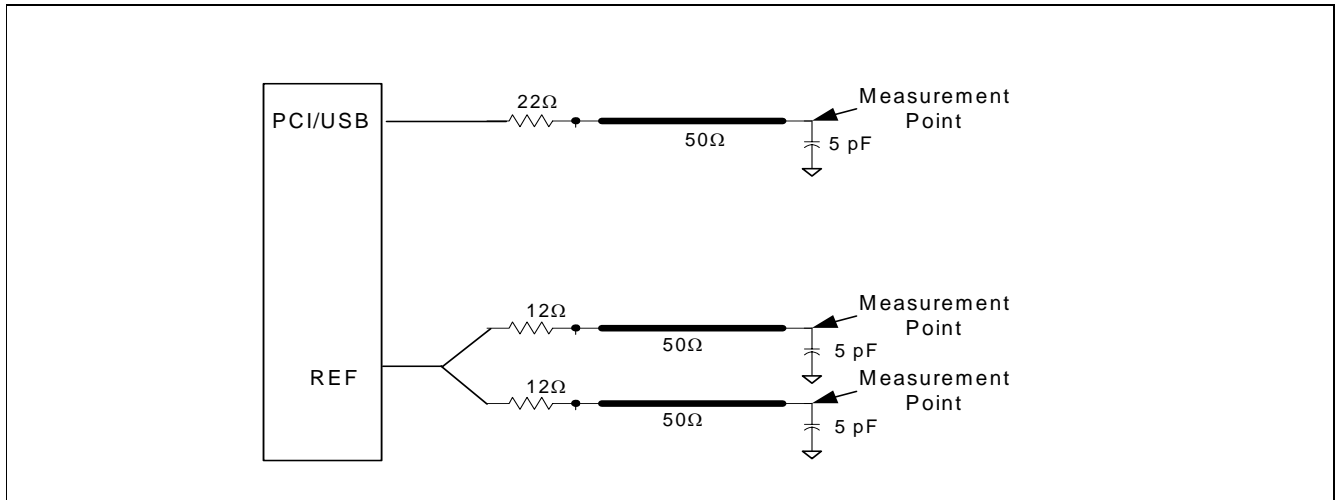 PCI/USB
22Ω
50Ω
Measurement
Point
5 pF
REF
12Ω
50Ω
Measurement
Point
5 pF
12Ω
50Ω
Measurement
Point
5 pF